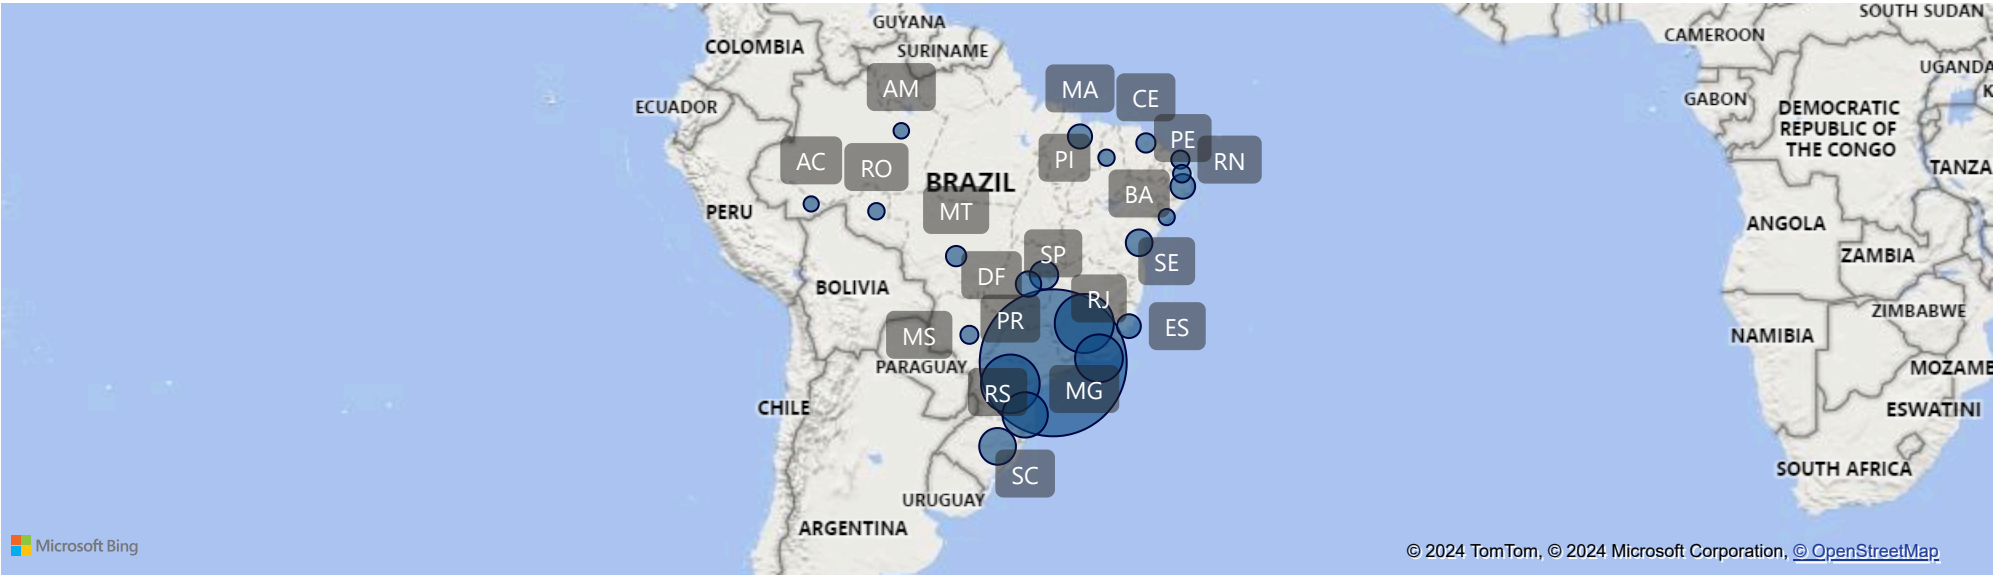 GUYANA
SOUTH SUDAN
COLOMBIA
SURINAME
CAMEROON
UGANDA
AM
MA
CE
ECUADOR
GABON
K
DEMOCRATIC
REPUBLIC OF
THE CONGO
AC
RO
PI
PE
RN
TANZA
BRAZIL
BA
PERU
MT
ANGOLA
SP
SE
ZAMBIA
DF
BOLIVIA
RJ
PR
ES
ZIMBABWE
MS
NAMIBIA
PARAGUAY
MOZAMB
RS
MG
CHILE
ESWATINI
SC
SOUTH AFRICA
URUGUAY
ARGENTINA
Microsoft Bing
© 2024 TomTom, © 2024 Microsoft Corporation, © OpenStreetMap